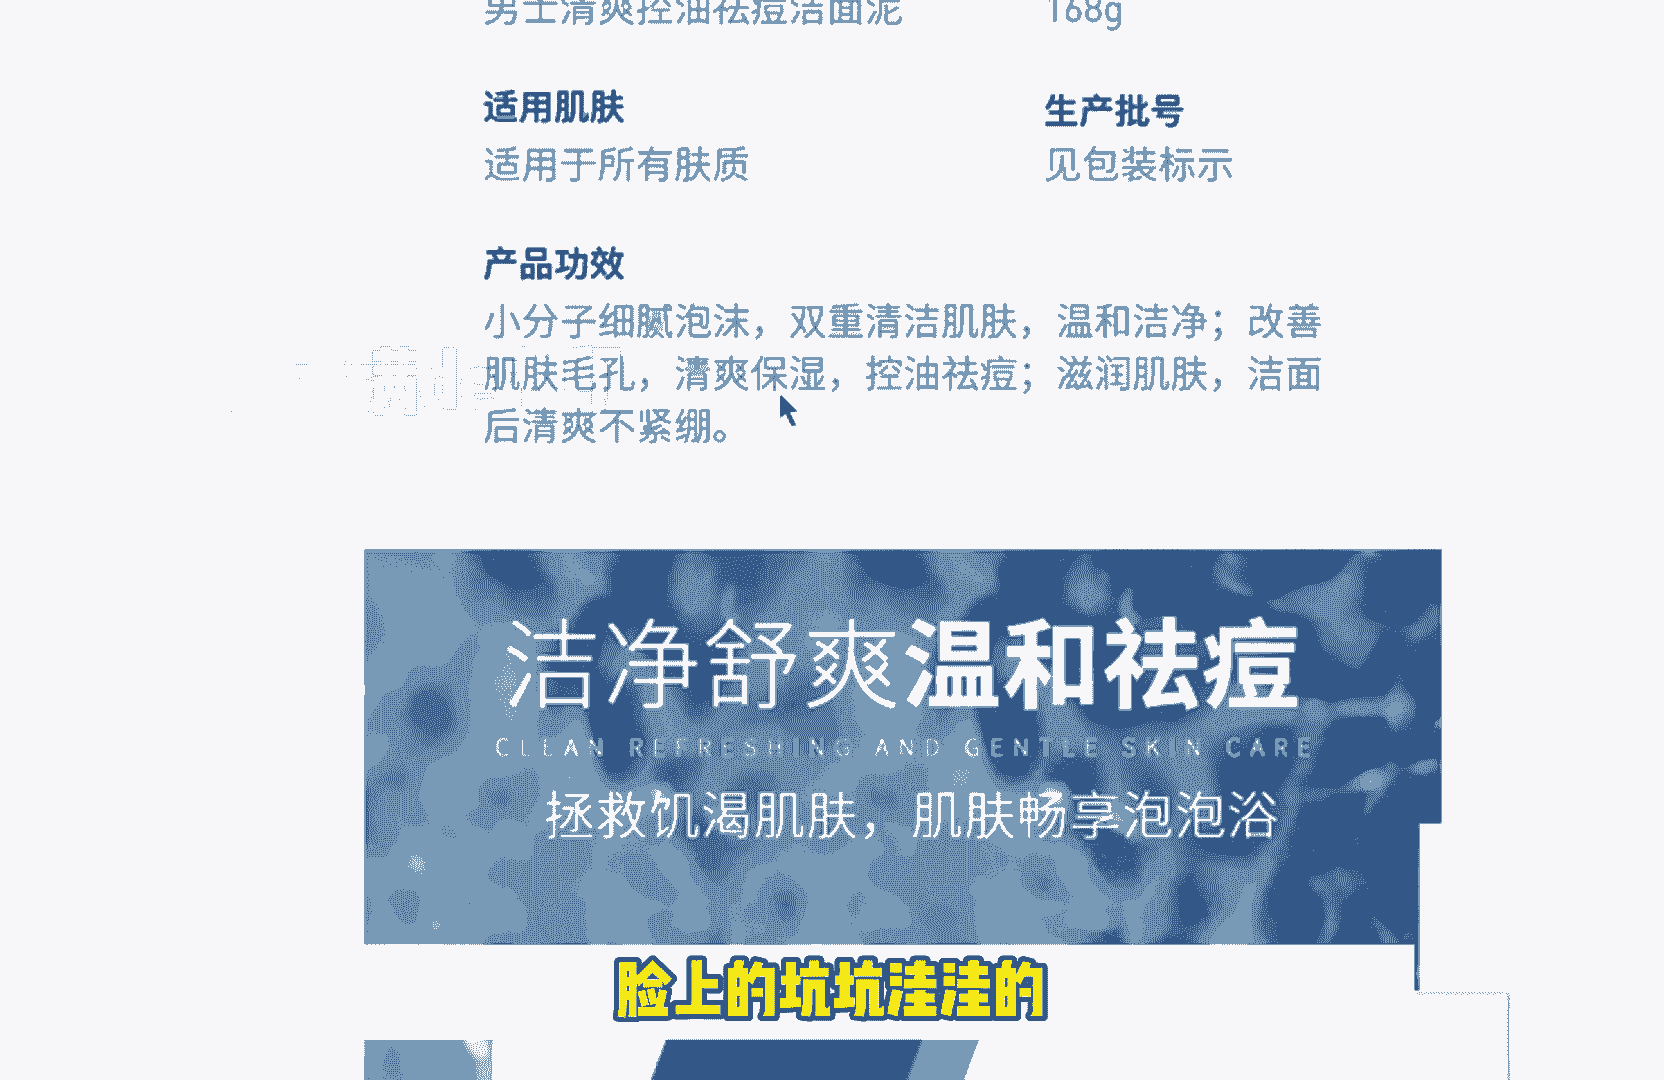 男士清爽控油祛痘洁面泥
168g
适用肌肤
生产批号
适用于所有肤质
见包装标示
产品功效
小分子细腻泡沫，双重清洁肌肤，温和洁净；改善
肌肤毛孔，清爽保湿，控油祛痘；滋润肌肤，洁面
后清爽不紧绷。
洁净舒爽温和祛痘
CLEAN REFRESHING AND GENTLE SKIN CARE
拯救饥渴肌肤，肌肤畅享泡泡浴
脸上的坑坑洼洼的